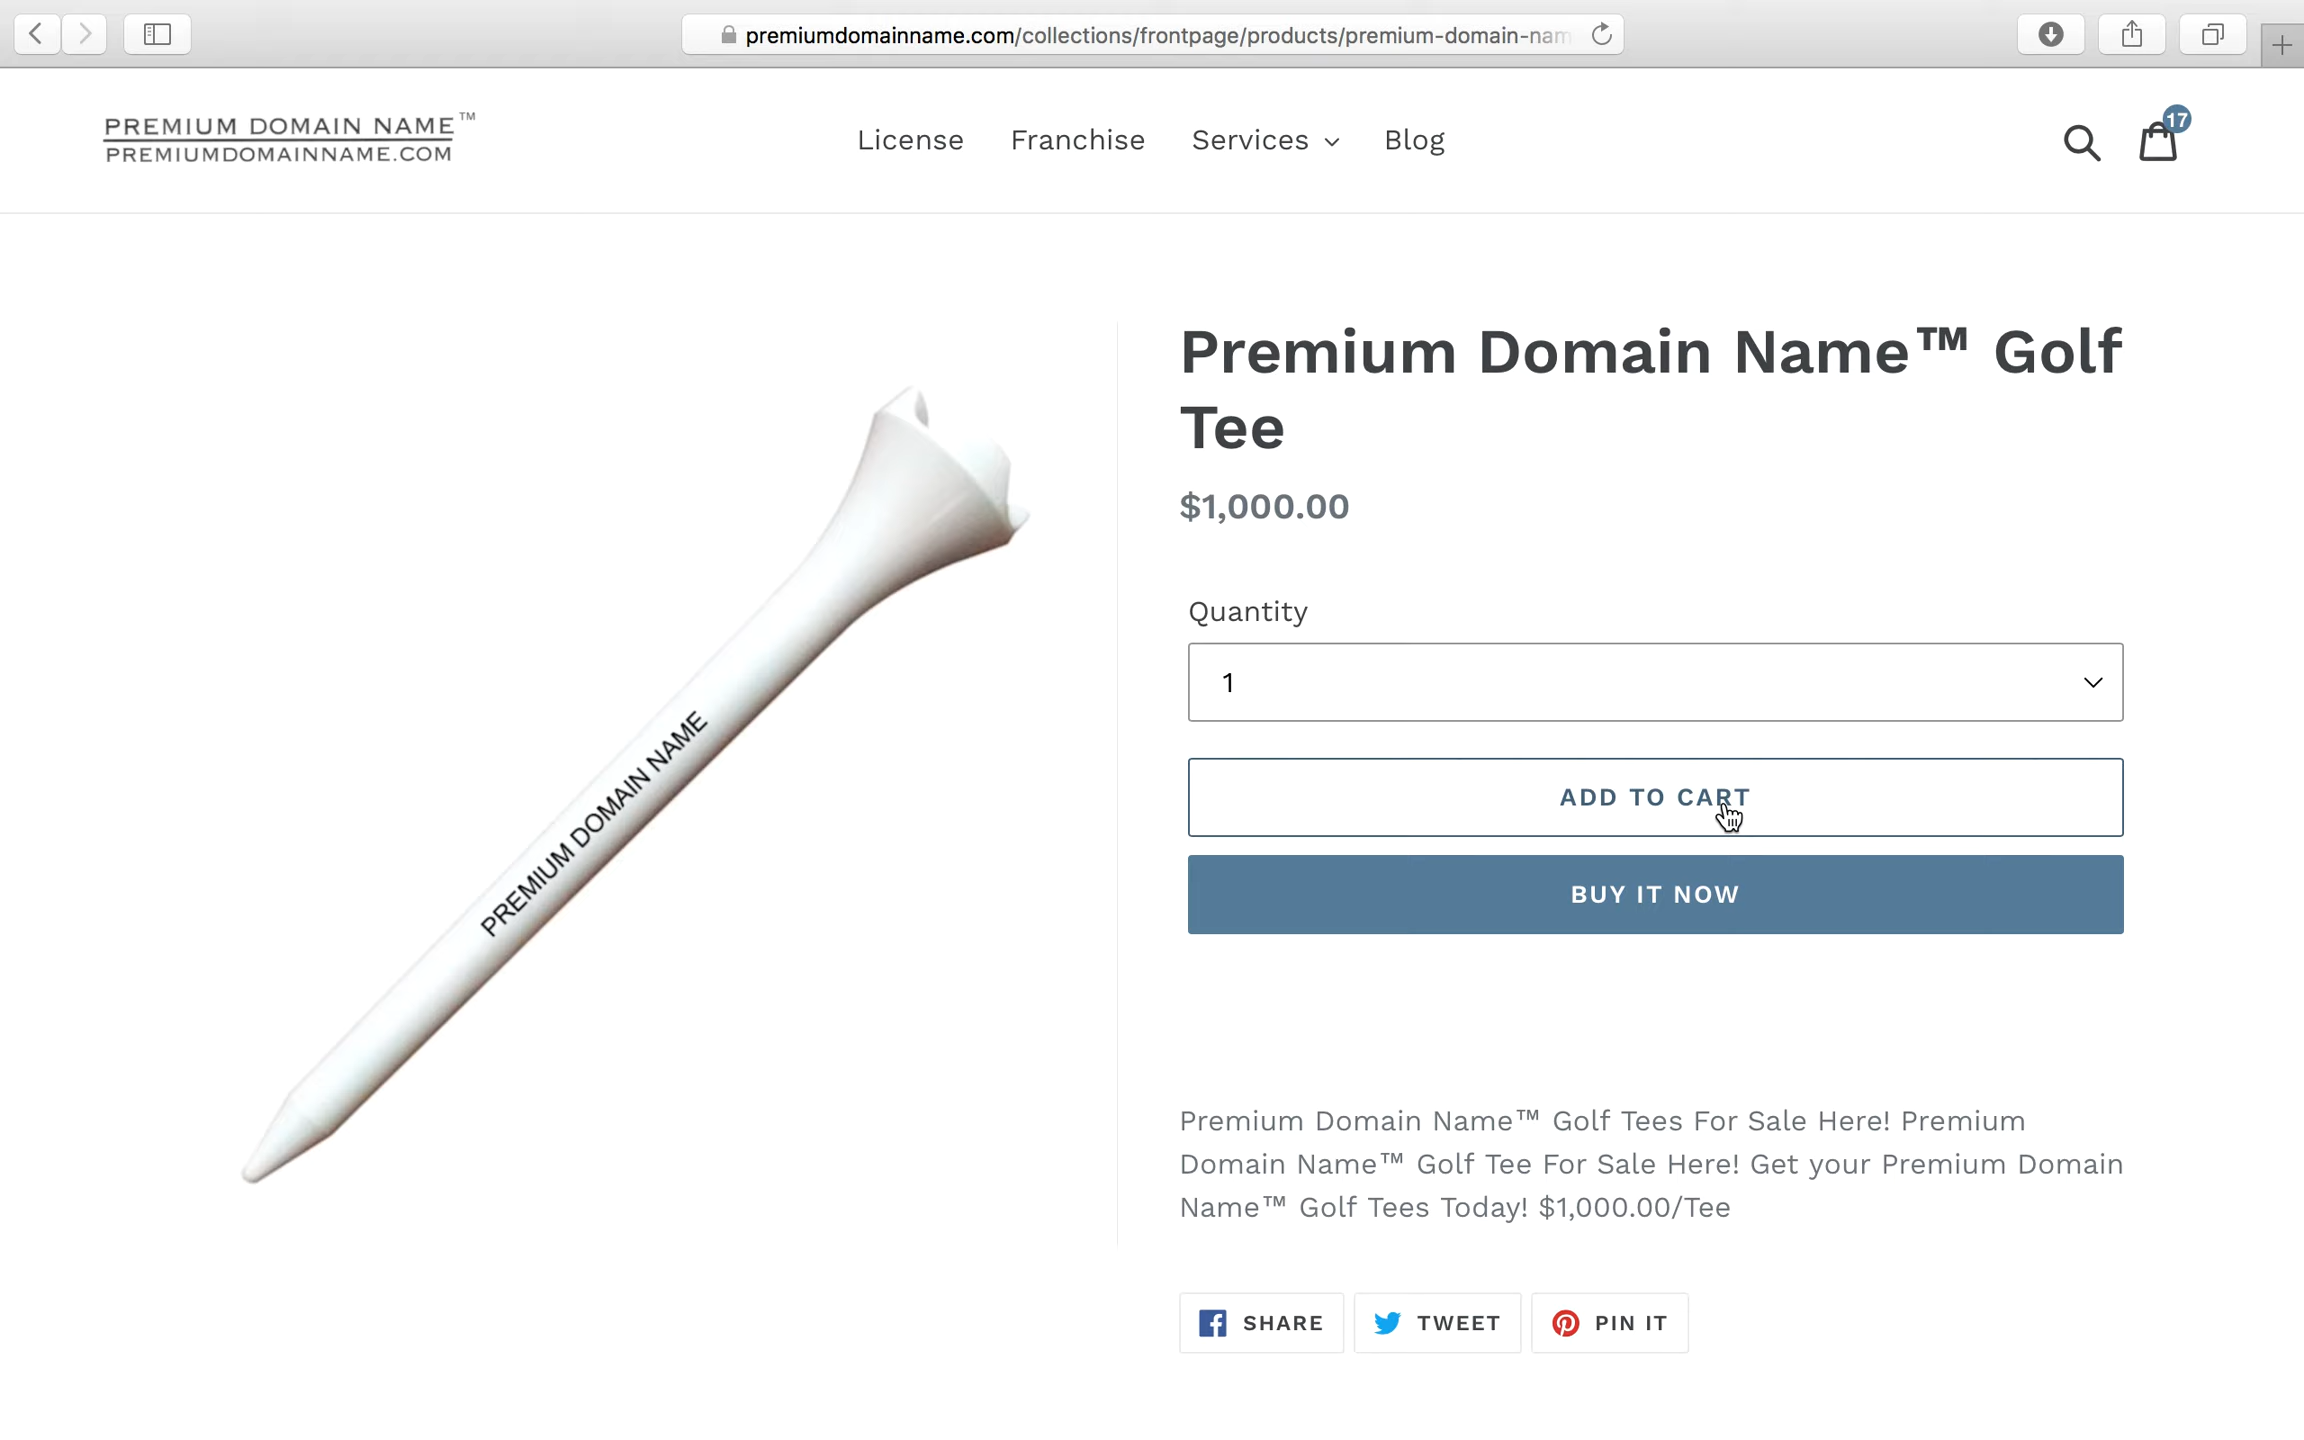 premiumdomainname.com/collections/frontpage/products/premium-domain-nam
PREMIUM DOMAIN NAME™
PREMIUMDOMAINNAME.COM
License
Franchise
Services
Blog
17
PREMIUM DOMAIN NAME
Premium Domain Name™ Golf
Tee
$1,000.00
Quantity
1
ADD TO CART
BUY IT NOW
Premium Domain Name™ Golf Tees For Sale Here! Premium
Domain Name™ Golf Tee For Sale Here! Get your Premium Domain
Name™ Golf Tees Today! $1,000.00/Tee
SHARE
TWEET
PIN IT